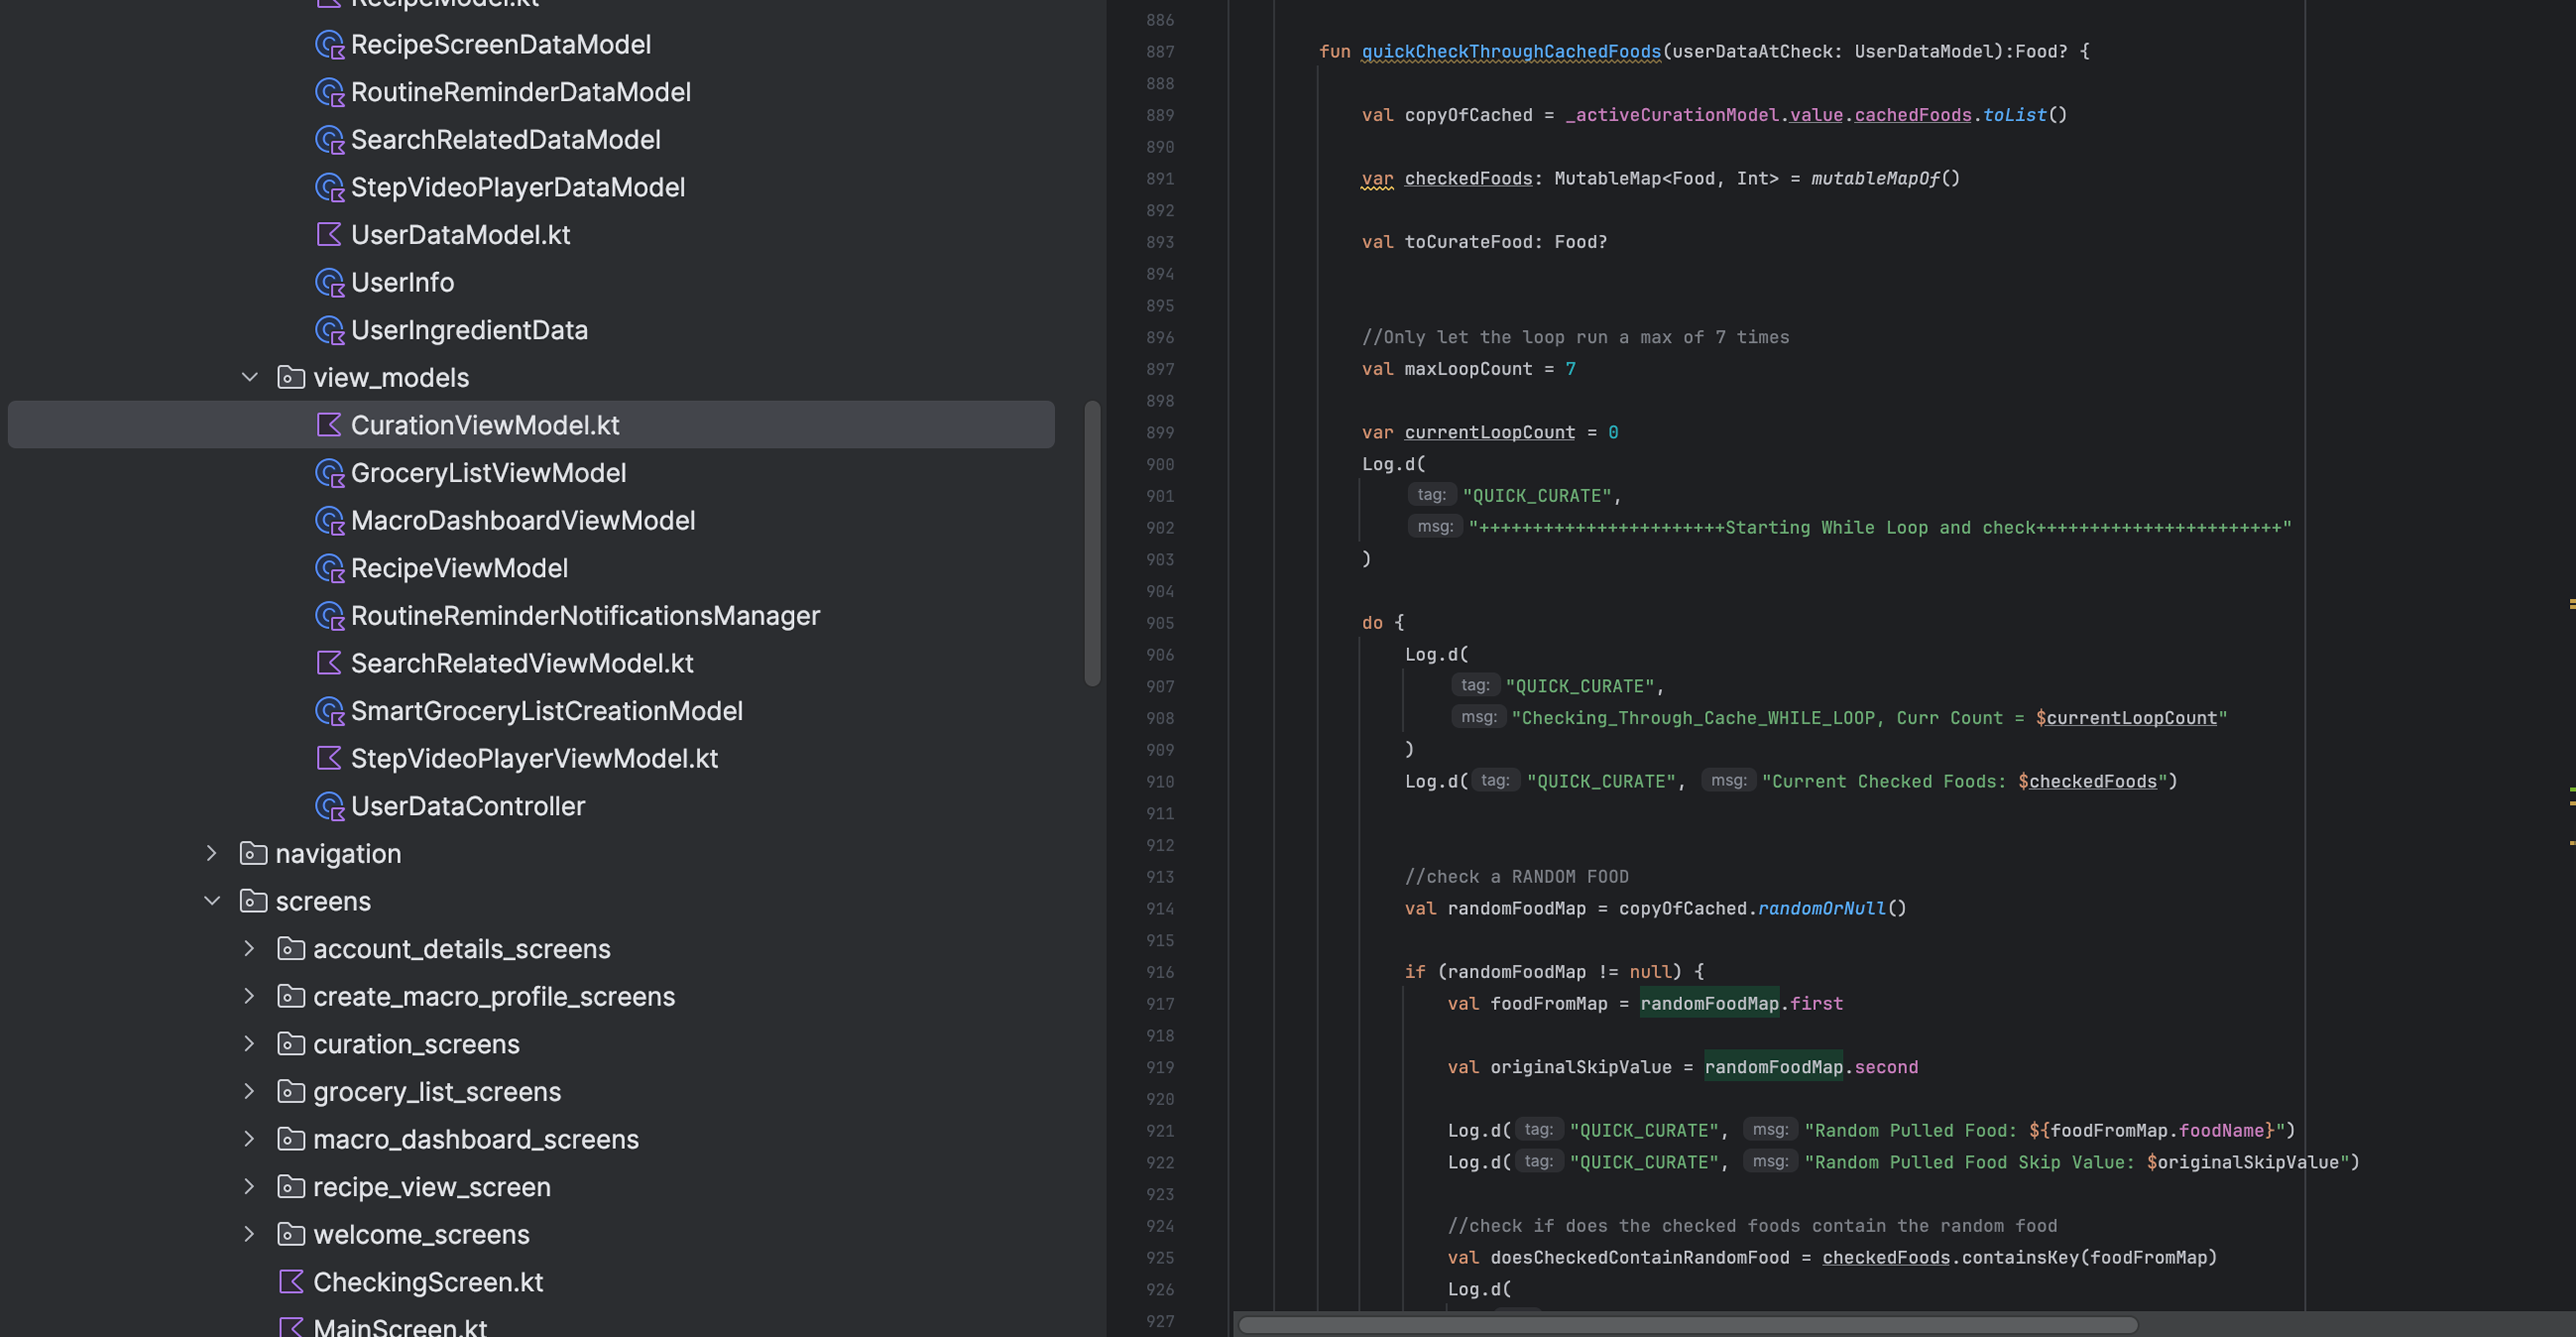 RecipeModel.kt
RecipeScreenDataModel
RoutineReminderDataModel
SearchRelatedDataModel
StepVideoPlayerDataModel
UserDataModel.kt
UserInfo
UserIngredientData
view_models
CurationViewModel.kt
GroceryListViewModel
MacroDashboardViewModel
RecipeViewModel
RoutineReminderNotificationsManager
SearchRelatedViewModel.kt
SmartGroceryListCreationModel
StepVideoPlayerViewModel.kt
UserDataController
navigation
screens
account_details_screens
create_macro_profile_screens
curation_screens
grocery_list_screens
macro_dashboard_screens
recipe_view_screen
welcome_screens
CheckingScreen.kt
MainScreen.kt
886
887 fun quickCheckThroughCachedFoods(userDataAtCheck: UserDataModel):Food? {
888
889 val copyOfCached = _activeCurationModel.value.cachedFoods.toList()
890
891 var checkedFoods: MutableMap<Food, Int> = mutableMapOf()
892
893 val toCurateFood: Food?
894
895
896 //Only let the loop run a max of 7 times
897 val maxLoopCount = 7
898
899 var currentLoopCount = 0
900 Log.d(
901 tag: "QUICK_CURATE",
902 msg: "+++++++++++++++++++++++Starting While Loop and check+++++++++++++++++++++++"
903 )
904
905 do {
906 Log.d(
907 tag: "QUICK_CURATE",
908 msg: "Checking_Through_Cache_WHILE_LOOP, Curr Count = $currentLoopCount"
909 )
910 Log.d( tag: "QUICK_CURATE", msg: "Current Checked Foods: $checkedFoods")
911
912
913 //check a RANDOM FOOD
914 val randomFoodMap = copyOfCached.randomOrNull()
915
916 if (randomFoodMap != null) {
917 val foodFromMap = randomFoodMap.first
918
919 val originalSkipValue = randomFoodMap.second
920
921 Log.d( tag: "QUICK_CURATE", msg: "Random Pulled Food: ${foodFromMap.foodName}")
922 Log.d( tag: "QUICK_CURATE", msg: "Random Pulled Food Skip Value: $originalSkipValue")
923
924 //check if does the checked foods contain the random food
925 val doesCheckedContainRandomFood = checkedFoods.containsKey(foodFromMap)
926 Log.d(
927